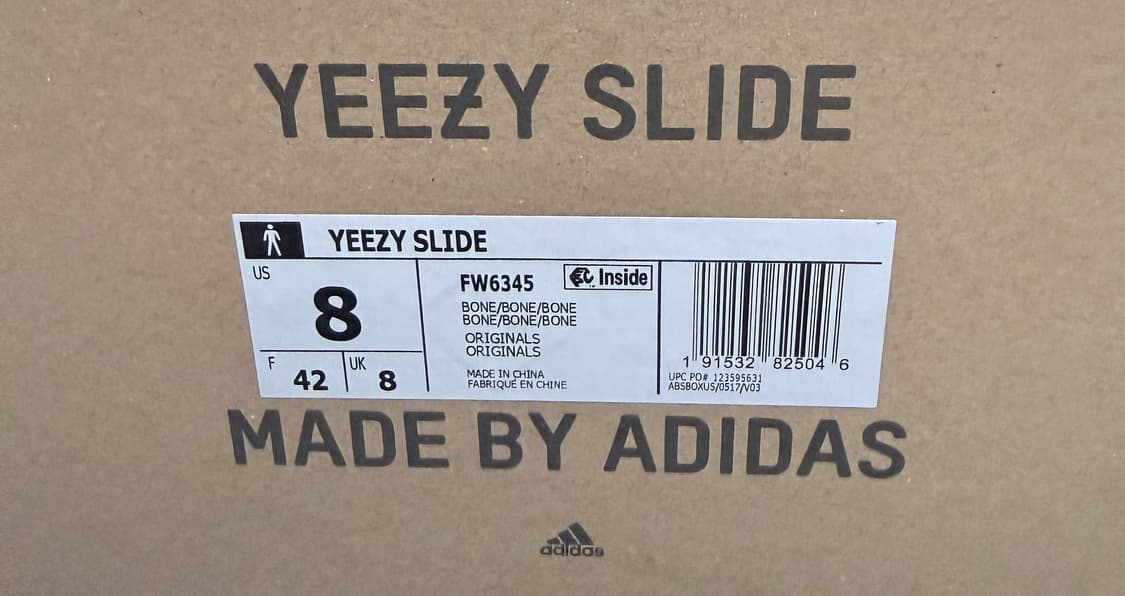 YEEZY SLIDE
YEEZY SLIDE
US
8
F
42
UK
8
FW6345
Inside
BONE/BONE/BONE
BONE/BONE/BONE
ORIGINALS
ORIGINALS
MADE IN CHINA
FABRIQUÉ EN CHINE
1 91532 82504 6
UPC PO# 123595631
ABSBOXUS/0517/V03
MADE BY ADIDAS
adidas